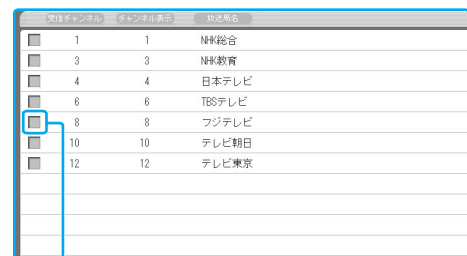 受信チャンネル チャンネル表示 放送局名
1 1 NHK総合
3 3 NHK教育
4 4 日本テレビ
6 6 TBSテレビ
8 8 フジテレビ
10 10 テレビ朝日
12 12 テレビ東京